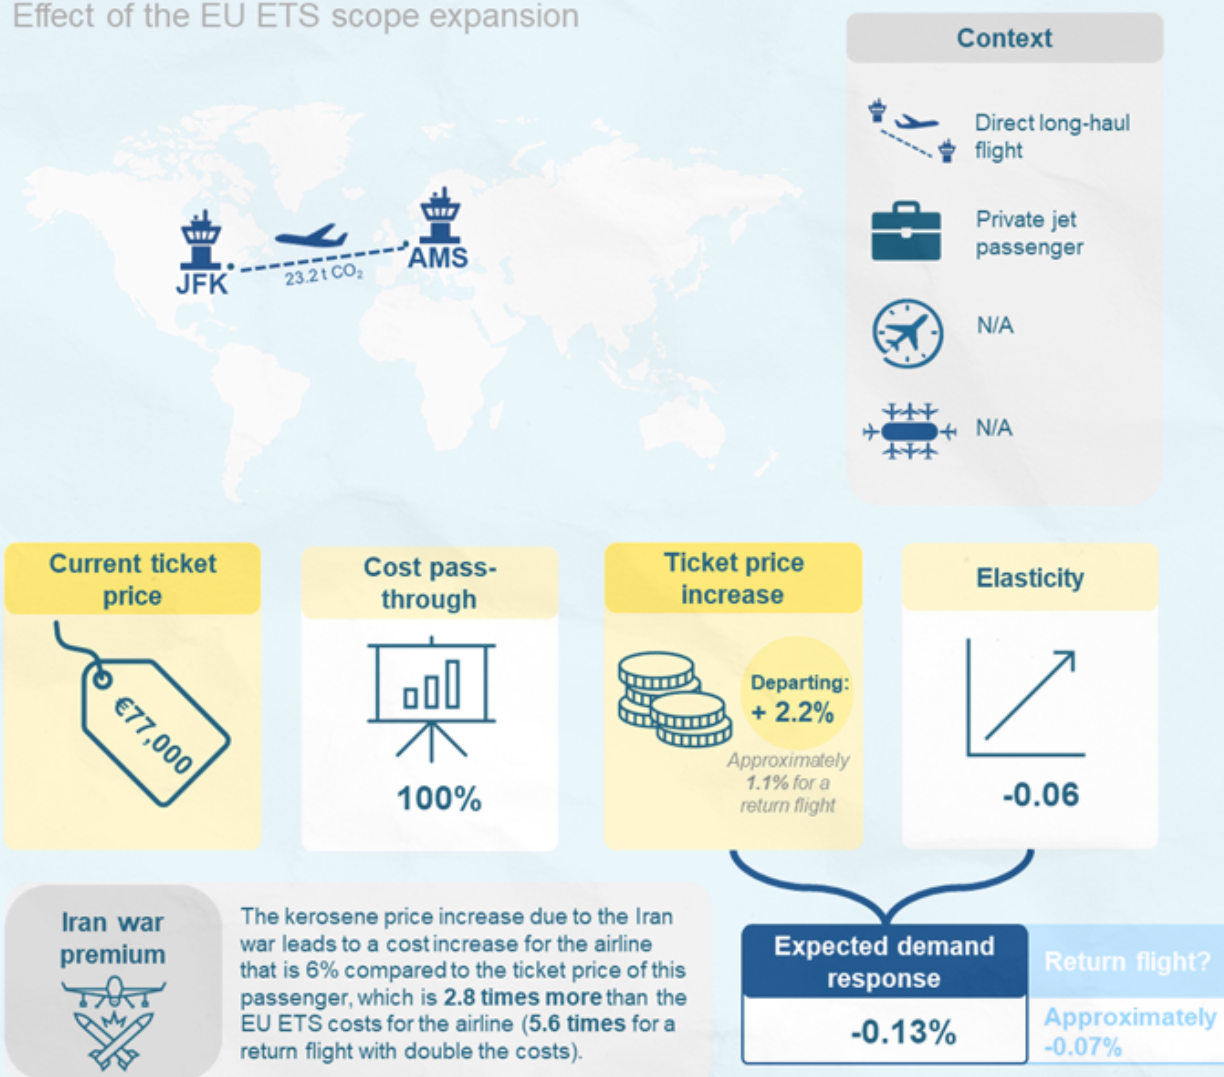 Effect of the EU ETS scope expansion
Context
Direct long-haul
flight
Private jet
passenger
N/A
N/A
JFK
23.2 t CO₂
AMS
Current ticket
price
€77,000
Cost pass-
through
100%
Ticket price
increase
Departing:
+ 2.2%
Approximately
1.1% for a
return flight
Elasticity
-0.06
Iran war
premium
The kerosene price increase due to the Iran
war leads to a cost increase for the airline
that is 6% compared to the ticket price of this
passenger, which is 2.8 times more than the
EU ETS costs for the airline (5.6 times for a
return flight with double the costs).
Expected demand
response
-0.13%
Return flight?
Approximately
-0.07%